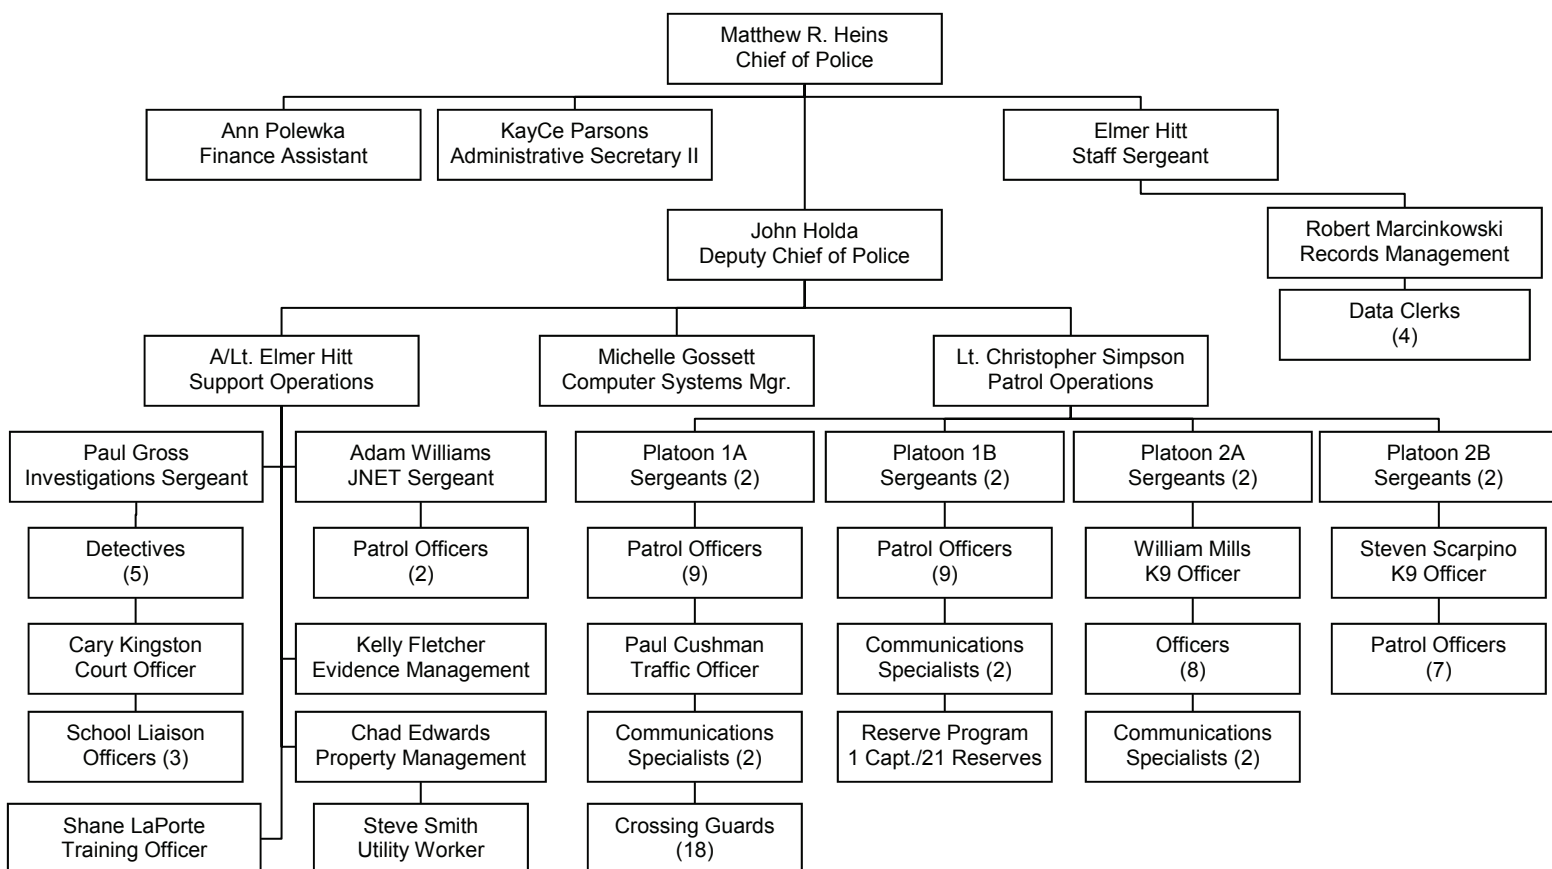 Matthew R. Heins
Chief of Police
Ann Polewka
Finance Assistant
KayCe Parsons
Administrative Secretary II
Elmer Hitt
Staff Sergeant
John Holda
Deputy Chief of Police
Robert Marcinkowski
Records Management
Data Clerks
(4)
A/Lt. Elmer Hitt
Support Operations
Michelle Gossett
Computer Systems Mgr.
Lt. Christopher Simpson
Patrol Operations
Paul Gross
Investigations Sergeant
Adam Williams
JNET Sergeant
Platoon 1A
Sergeants (2)
Platoon 1B
Sergeants (2)
Platoon 2A
Sergeants (2)
Platoon 2B
Sergeants (2)
Detectives
(5)
Patrol Officers
(2)
Patrol Officers
(9)
Patrol Officers
(9)
William Mills
K9 Officer
Steven Scarpino
K9 Officer
Cary Kingston
Court Officer
Kelly Fletcher
Evidence Management
Paul Cushman
Traffic Officer
Communications
Specialists (2)
Officers
(8)
Patrol Officers
(7)
School Liaison
Officers (3)
Chad Edwards
Property Management
Communications
Specialists (2)
Reserve Program
1 Capt./21 Reserves
Communications
Specialists (2)
Shane LaPorte
Training Officer
Steve Smith
Utility Worker
Crossing Guards
(18)